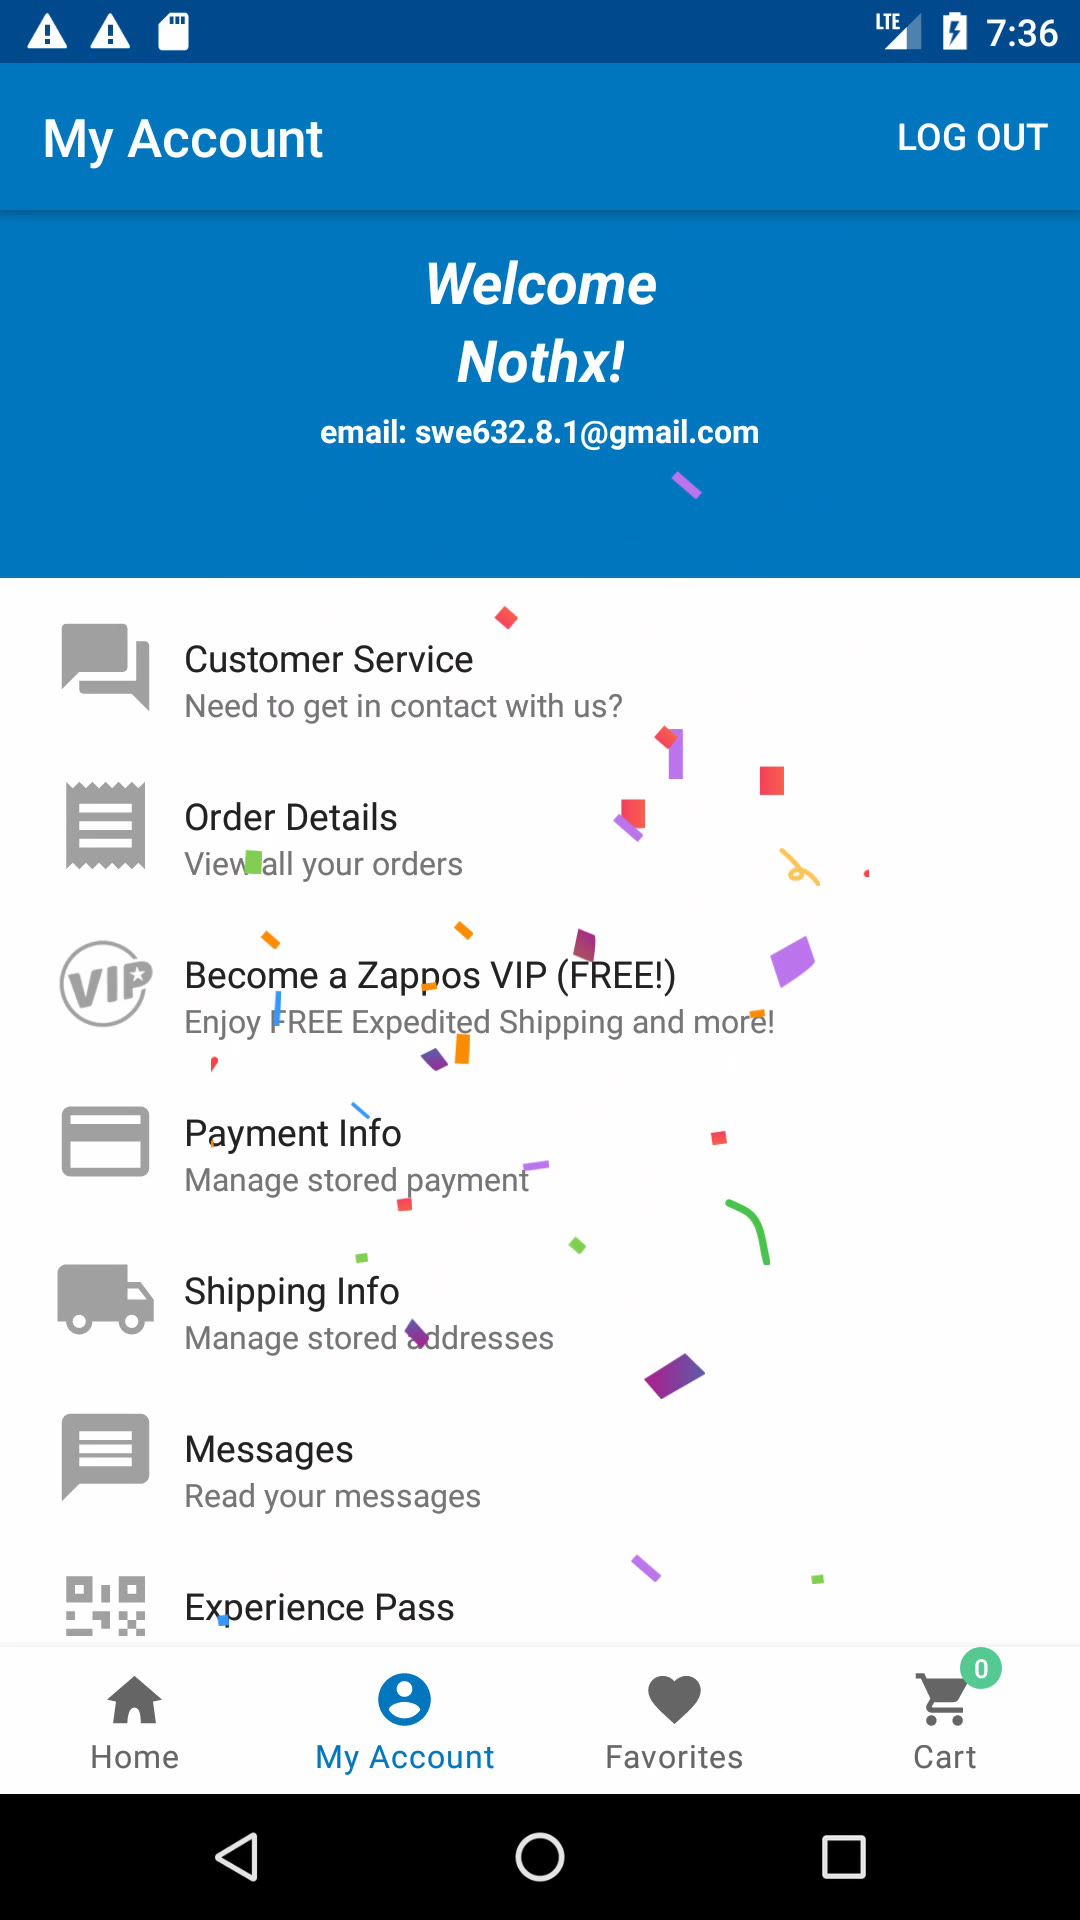 LTE 7:36
My Account LOG OUT
Welcome
Nothx!
email: swe632.8.1@gmail.com
Customer Service
Need to get in contact with us?
Order Details
View all your orders
VIP
Become a Zappos VIP (FREE!)
Enjoy FREE Expedited Shipping and more!
Payment Info
Manage stored payment
Shipping Info
Manage stored addresses
Messages
Read your messages
Experience Pass
0
Home My Account Favorites Cart